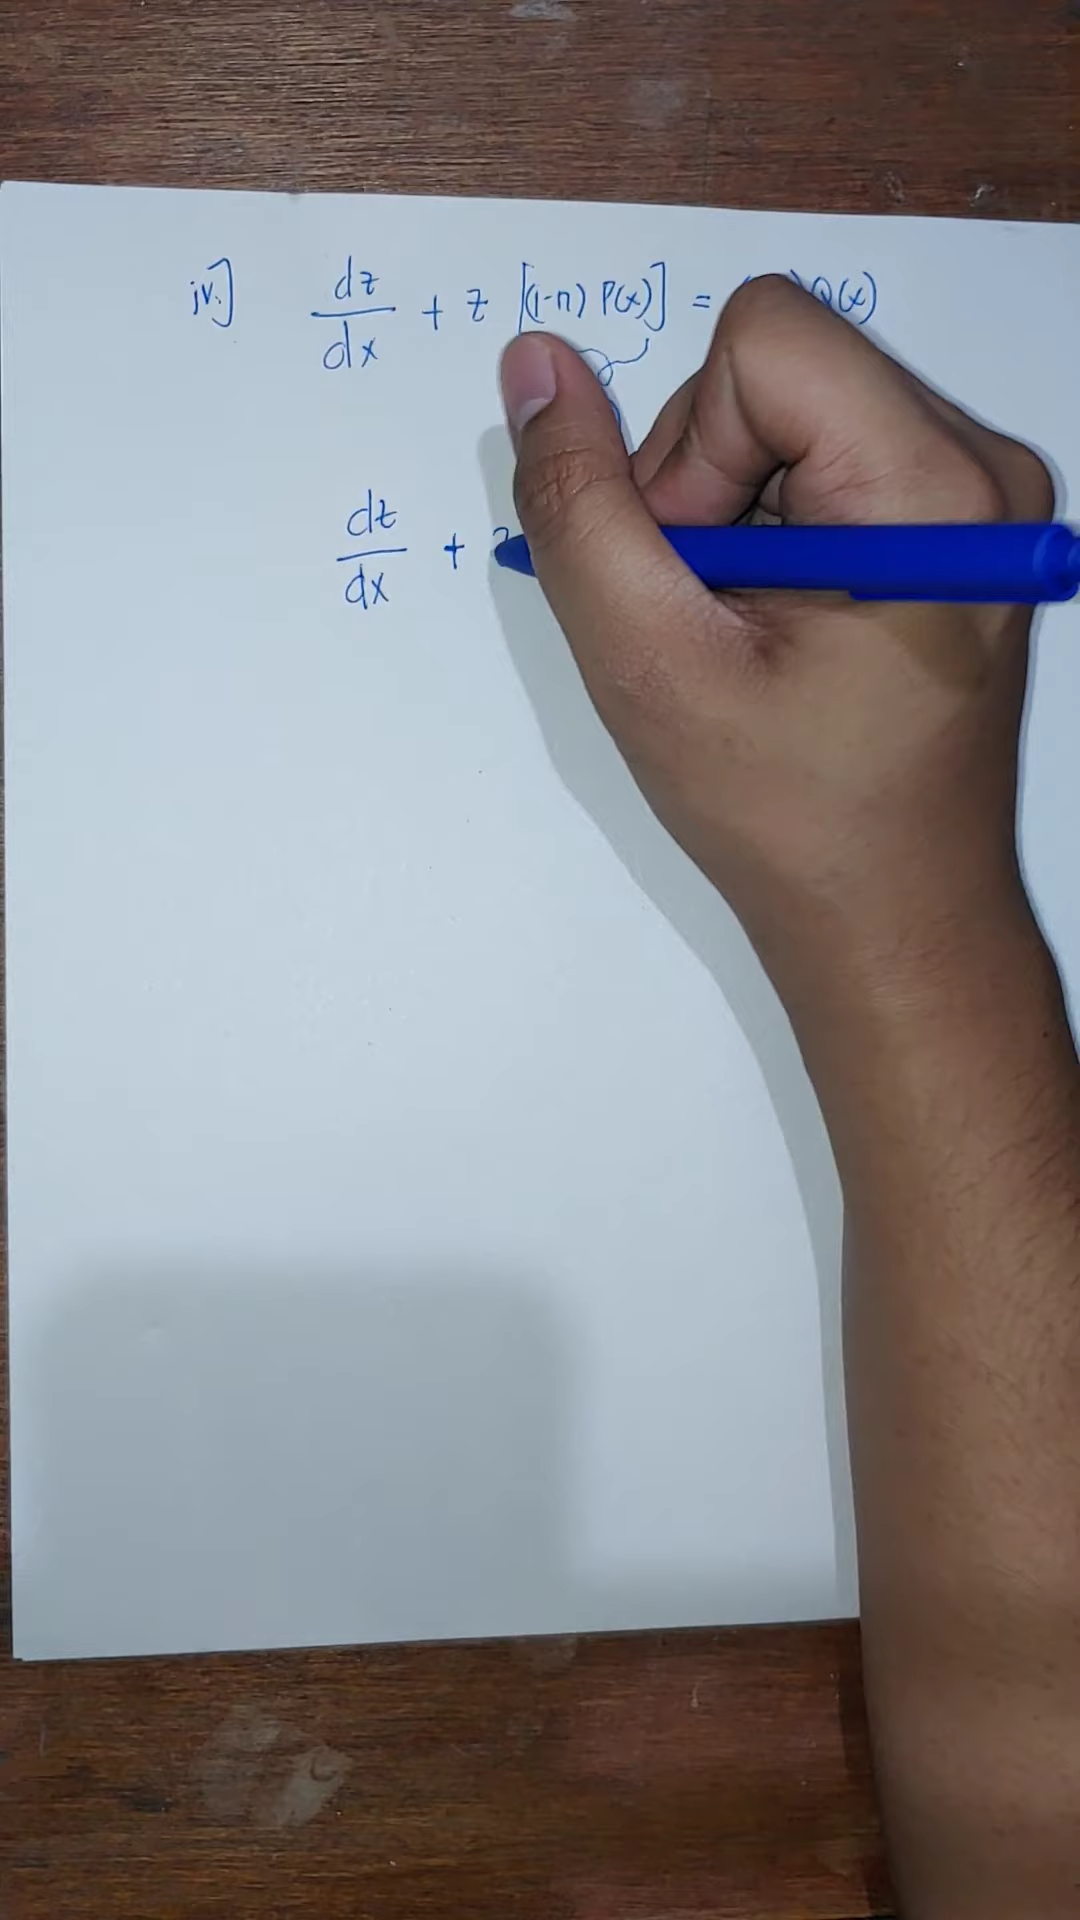 iv.] dz/dx + z [(1-n) P(x)] = ( ) Q(x)
dz/dx +